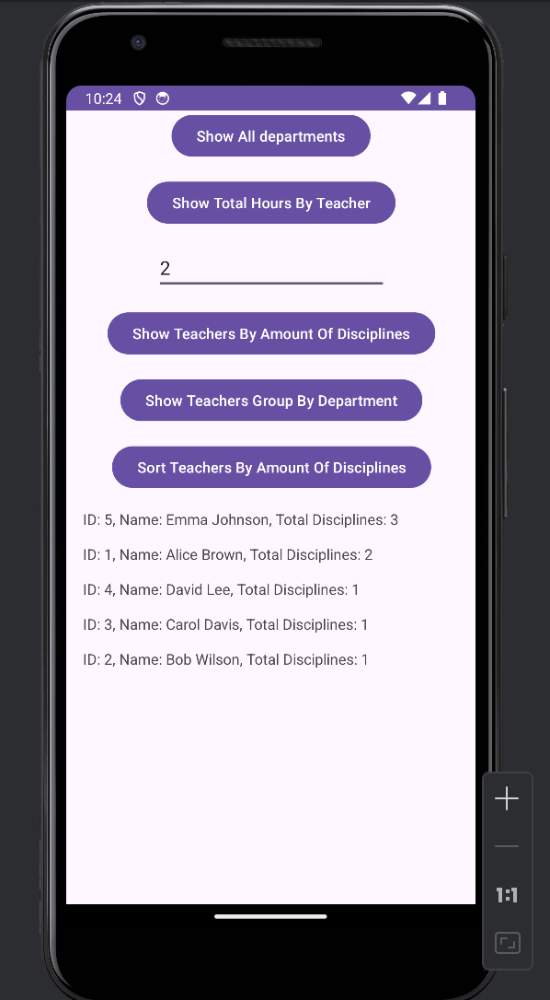 10:24
Show All departments
Show Total Hours By Teacher
2
Show Teachers By Amount Of Disciplines
Show Teachers Group By Department
Sort Teachers By Amount Of Disciplines
ID: 5, Name: Emma Johnson, Total Disciplines: 3
ID: 1, Name: Alice Brown, Total Disciplines: 2
ID: 4, Name: David Lee, Total Disciplines: 1
ID: 3, Name: Carol Davis, Total Disciplines: 1
ID: 2, Name: Bob Wilson, Total Disciplines: 1
1:1